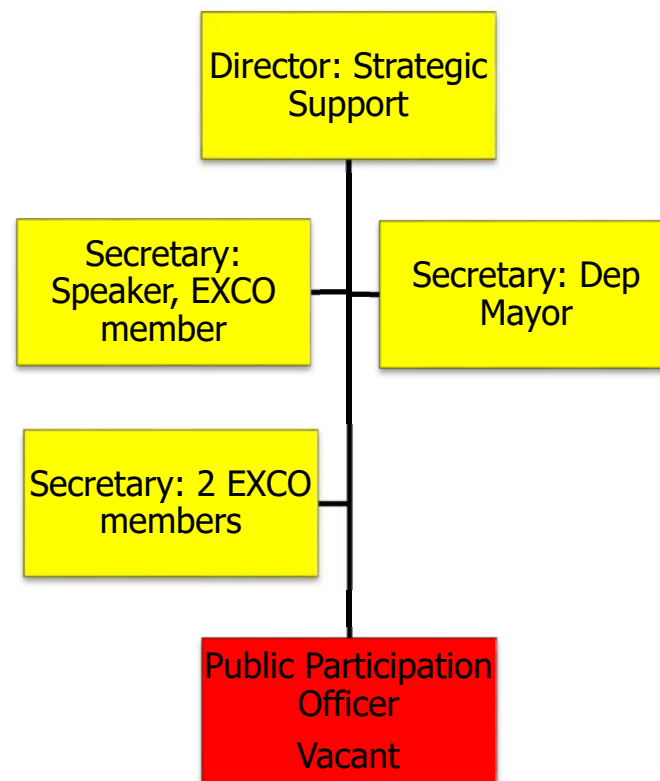 Director: Strategic
Support
Secretary:
Speaker, EXCO
member
Secretary: Dep
Mayor
Secretary: 2 EXCO
members
Public Participation
Officer
Vacant